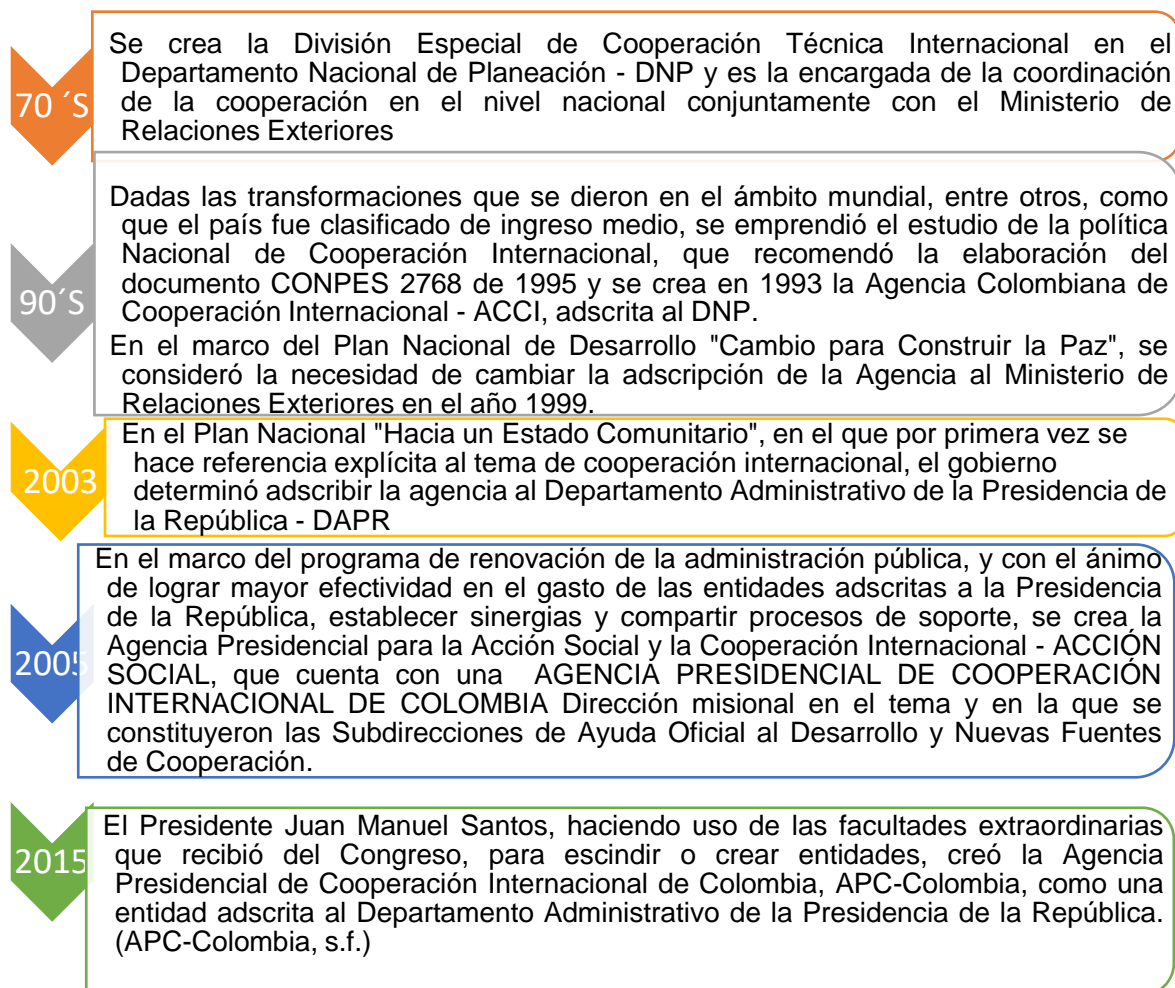 70 ´S
Se crea la División Especial de Cooperación Técnica Internacional en el
Departamento Nacional de Planeación - DNP y es la encargada de la coordinación
de la cooperación en el nivel nacional conjuntamente con el Ministerio de
Relaciones Exteriores
90´S
Dadas las transformaciones que se dieron en el ámbito mundial, entre otros, como
que el país fue clasificado de ingreso medio, se emprendió el estudio de la política
Nacional de Cooperación Internacional, que recomendó la elaboración del
documento CONPES 2768 de 1995 y se crea en 1993 la Agencia Colombiana de
Cooperación Internacional - ACCI, adscrita al DNP.
En el marco del Plan Nacional de Desarrollo "Cambio para Construir la Paz", se
consideró la necesidad de cambiar la adscripción de la Agencia al Ministerio de
Relaciones Exteriores en el año 1999.
2003
En el Plan Nacional "Hacia un Estado Comunitario", en el que por primera vez se
hace referencia explícita al tema de cooperación internacional, el gobierno
determinó adscribir la agencia al Departamento Administrativo de la Presidencia de
la República - DAPR
2005
En el marco del programa de renovación de la administración pública, y con el ánimo
de lograr mayor efectividad en el gasto de las entidades adscritas a la Presidencia
de la República, establecer sinergias y compartir procesos de soporte, se crea la
Agencia Presidencial para la Acción Social y la Cooperación Internacional - ACCIÓN
SOCIAL, que cuenta con una AGENCIA PRESIDENCIAL DE COOPERACIÓN
INTERNACIONAL DE COLOMBIA Dirección misional en el tema y en la que se
constituyeron las Subdirecciones de Ayuda Oficial al Desarrollo y Nuevas Fuentes
de Cooperación.
2015
El Presidente Juan Manuel Santos, haciendo uso de las facultades extraordinarias
que recibió del Congreso, para escindir o crear entidades, creó la Agencia
Presidencial de Cooperación Internacional de Colombia, APC-Colombia, como una
entidad adscrita al Departamento Administrativo de la Presidencia de la República.
(APC-Colombia, s.f.)